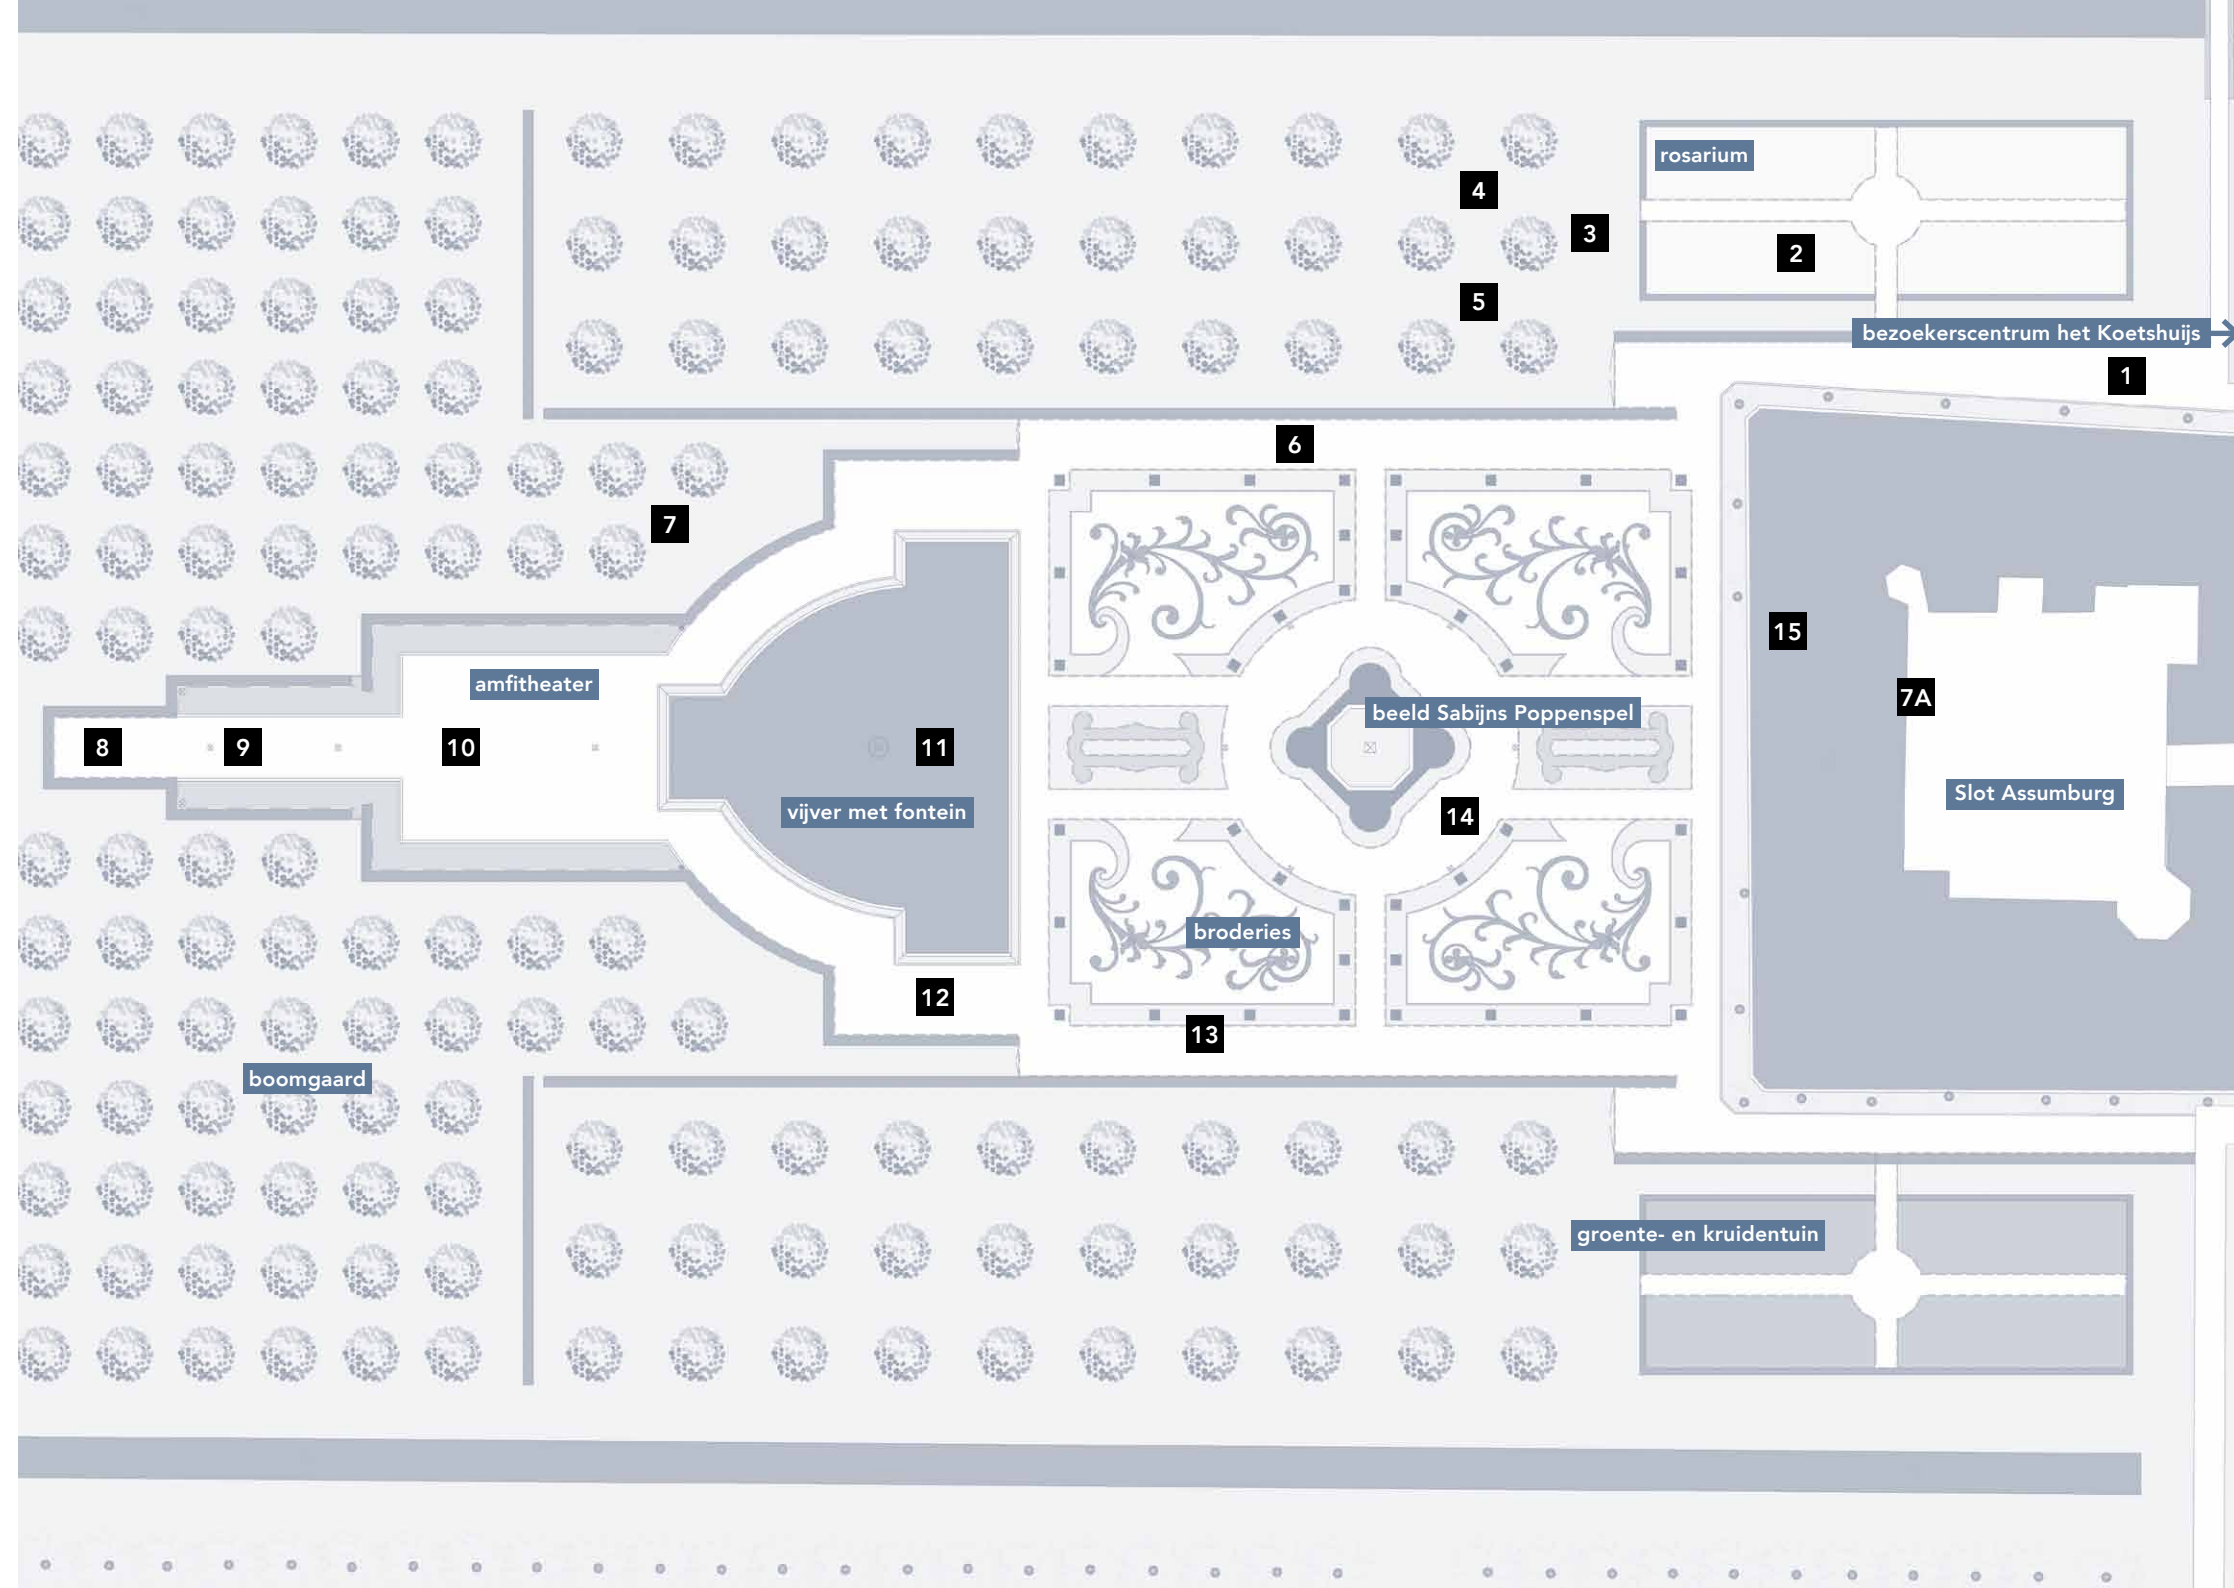 rosarium
4
3
2
5
bezoekerscentrum het Koetshuijs
1
6
7
15
amfitheater
7A
beeld Sabijns Poppenspel
8
9
10
11
Slot Assumburg
vijver met fontein
14
broderies
12
13
boomgaard
groente- en kruidentuin